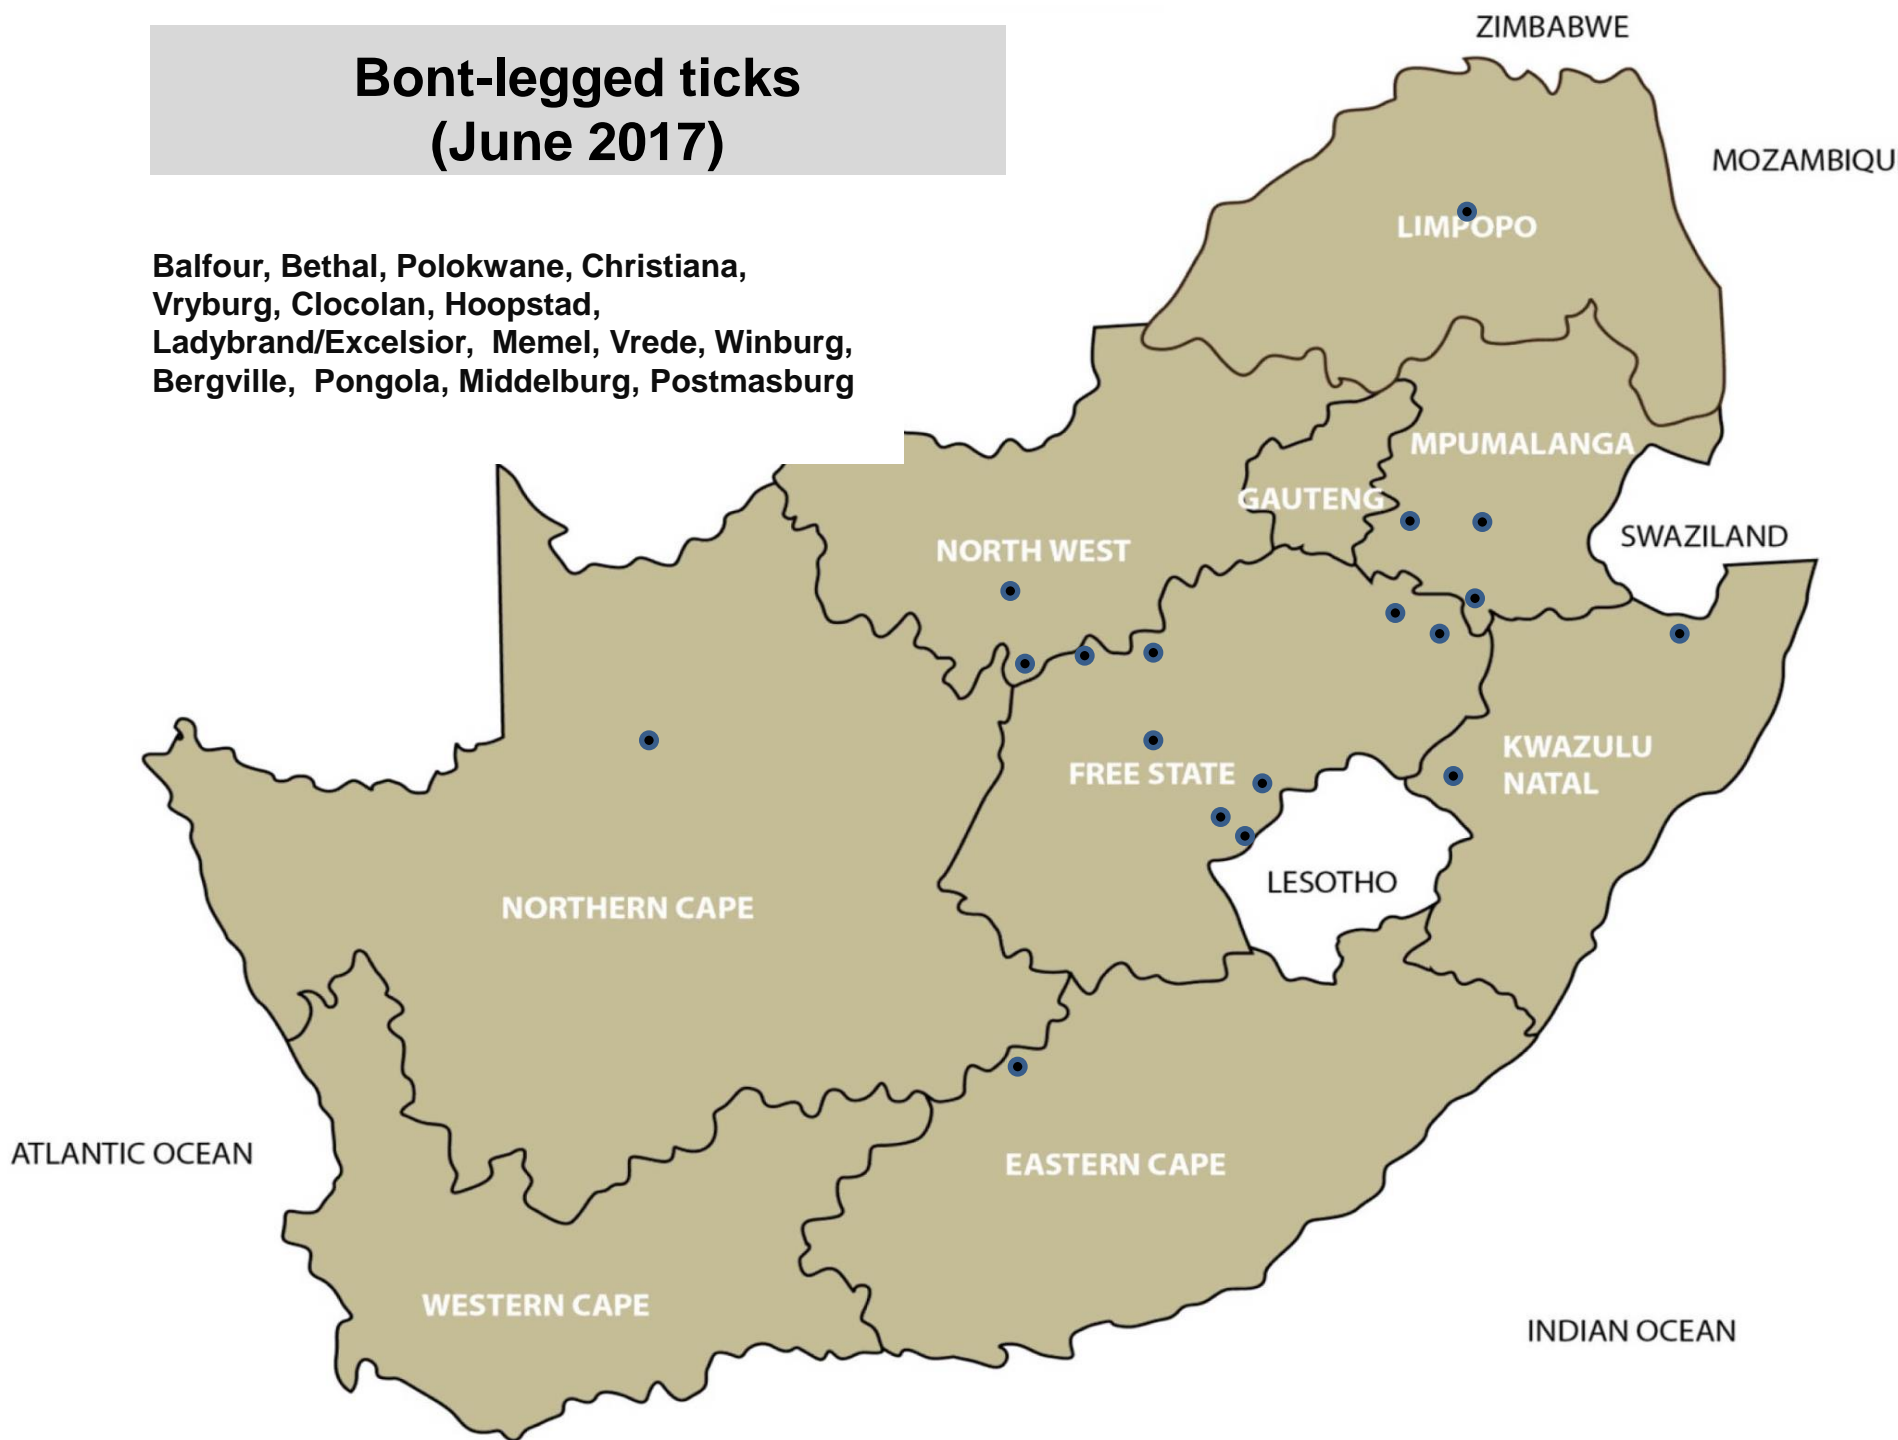 Bont-legged ticks
(June 2017)
Balfour, Bethal, Polokwane, Christiana,
Vryburg, Clocolan, Hoopstad,
Ladybrand/Excelsior, Memel, Vrede, Winburg,
Bergville, Pongola, Middelburg, Postmasburg
ZIMBABWE
MOZAMBIQU
LIMPOPO
MPUMALANGA
GAUTENG
SWAZILAND
NORTH WEST
KWAZULU
NATAL
FREE STATE
LESOTHO
NORTHERN CAPE
ATLANTIC OCEAN
EASTERN CAPE
WESTERN CAPE
INDIAN OCEAN